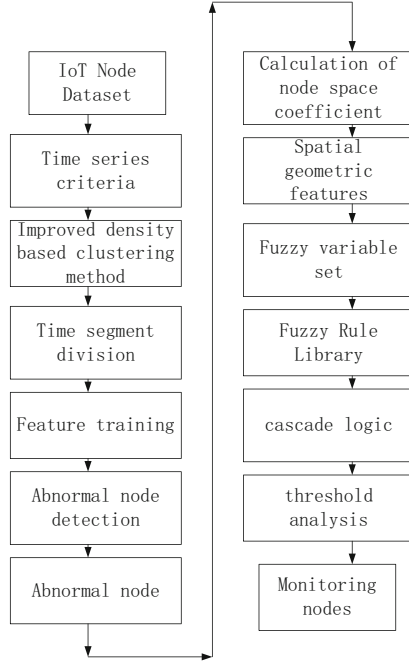 IoT Node
Dataset
Time series
criteria
Improved density
based clustering
method
Time segment
division
Feature training
Abnormal node
detection
Abnormal node
Calculation of
node space
coefficient
Spatial
geometric
features
Fuzzy variable
set
Fuzzy Rule
Library
cascade logic
threshold
analysis
Monitoring
nodes